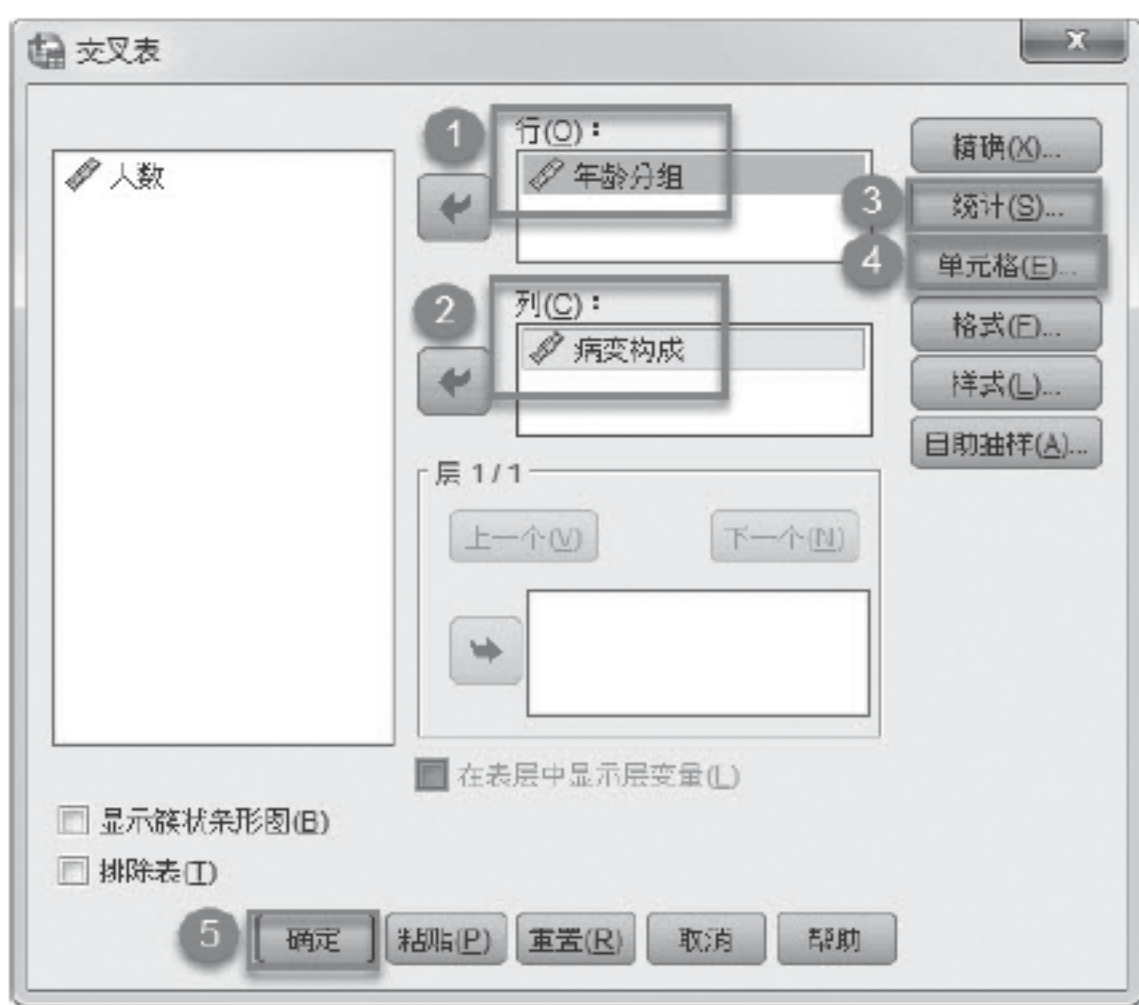 交叉表
x
人数
1
行(O)：
年龄分组
2
列(C)：
病变构成
层 1/1
上一个(V)
下一个(N)
在表层中显示层变量(L)
精确(X)...
3
统计(S)...
4
单元格(E)...
格式(F)...
样式(L)...
自助抽样(A)...
显示簇状条形图(B)
排除表(T)
5
确定
粘贴(P)
重置(R)
取消
帮助